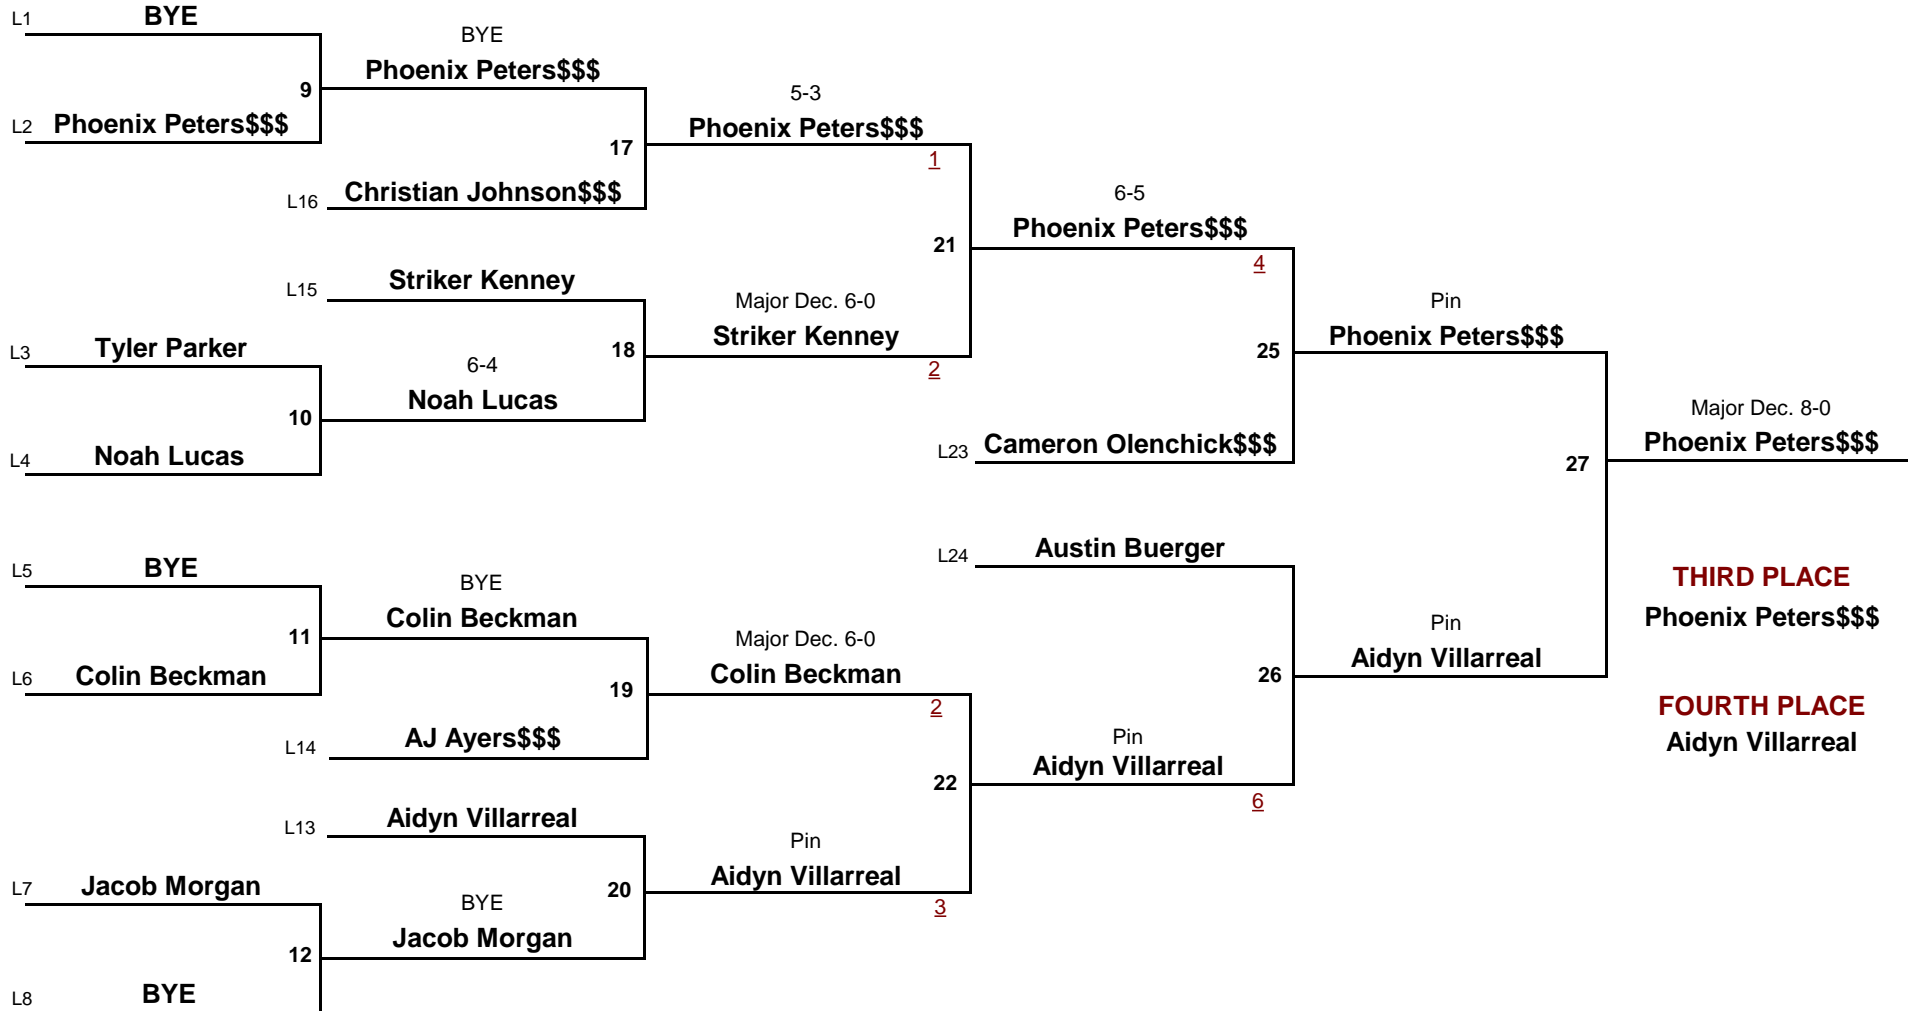 L1 BYE
BYE
Phoenix Peters$$$
9
L2 Phoenix Peters$$$
5-3
Phoenix Peters$$$
17
1
L16 Christian Johnson$$$
6-5
Phoenix Peters$$$
21
4
L15 Striker Kenney
Major Dec. 6-0
Striker Kenney
18
2
L3 Tyler Parker
6-4
Noah Lucas
10
L4 Noah Lucas
Pin
Phoenix Peters$$$
25
L23 Cameron Olenchick$$$
Major Dec. 8-0
Phoenix Peters$$$
27
L24 Austin Buerger
L5 BYE
BYE
Colin Beckman
11
L6 Colin Beckman
Major Dec. 6-0
Colin Beckman
19
2
L14 AJ Ayers$$$
Pin
Aidyn Villarreal
26
THIRD PLACE
Phoenix Peters$$$
FOURTH PLACE
Aidyn Villarreal
Pin
Aidyn Villarreal
22
6
L13 Aidyn Villarreal
Pin
Aidyn Villarreal
20
3
L7 Jacob Morgan
BYE
Jacob Morgan
12
L8 BYE